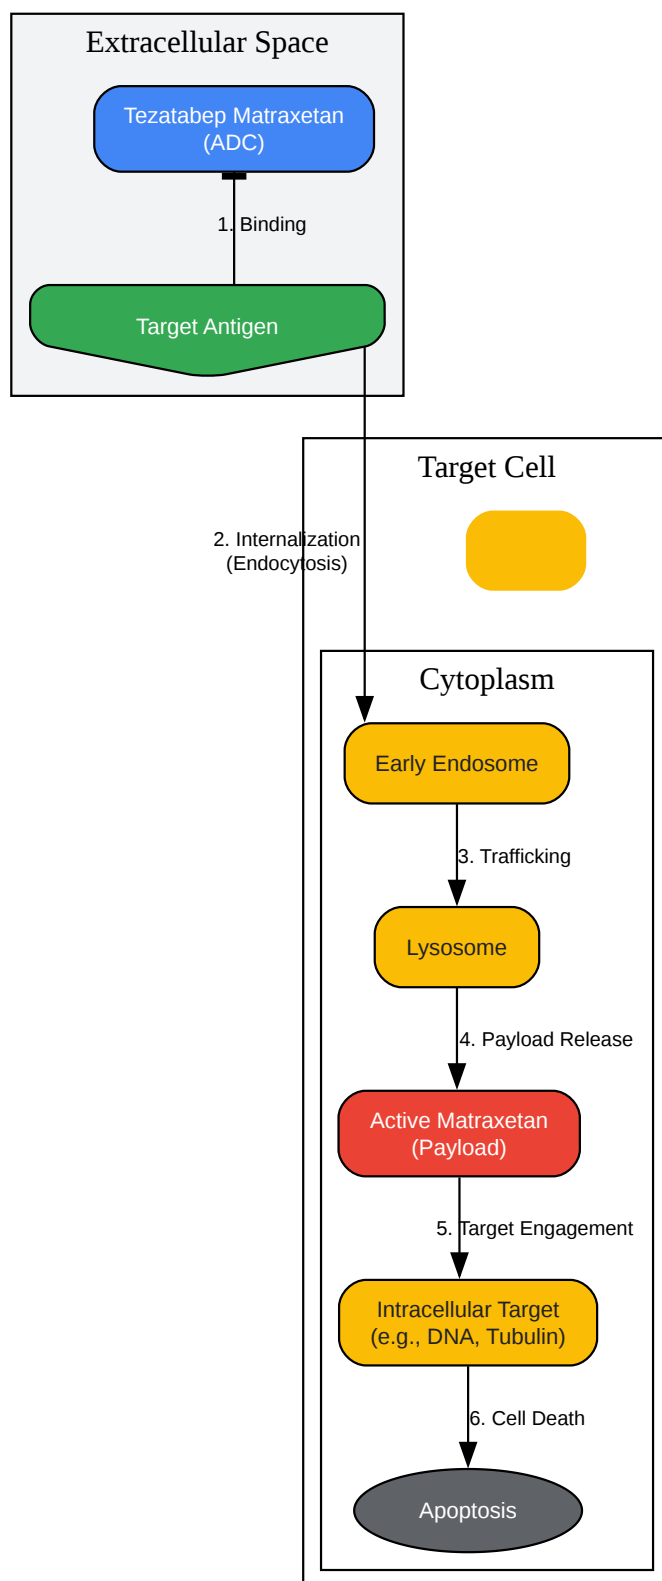 Extracellular Space
Tezatabep Matraxetan
(ADC)
1. Binding
Target Antigen
Target Cell
2. Internalization
(Endocytosis)
Cytoplasm
Early Endosome
3. Trafficking
Lysosome
4. Payload Release
Active Matraxetan
(Payload)
5. Target Engagement
Intracellular Target
(e.g., DNA, Tubulin)
6. Cell Death
Apoptosis